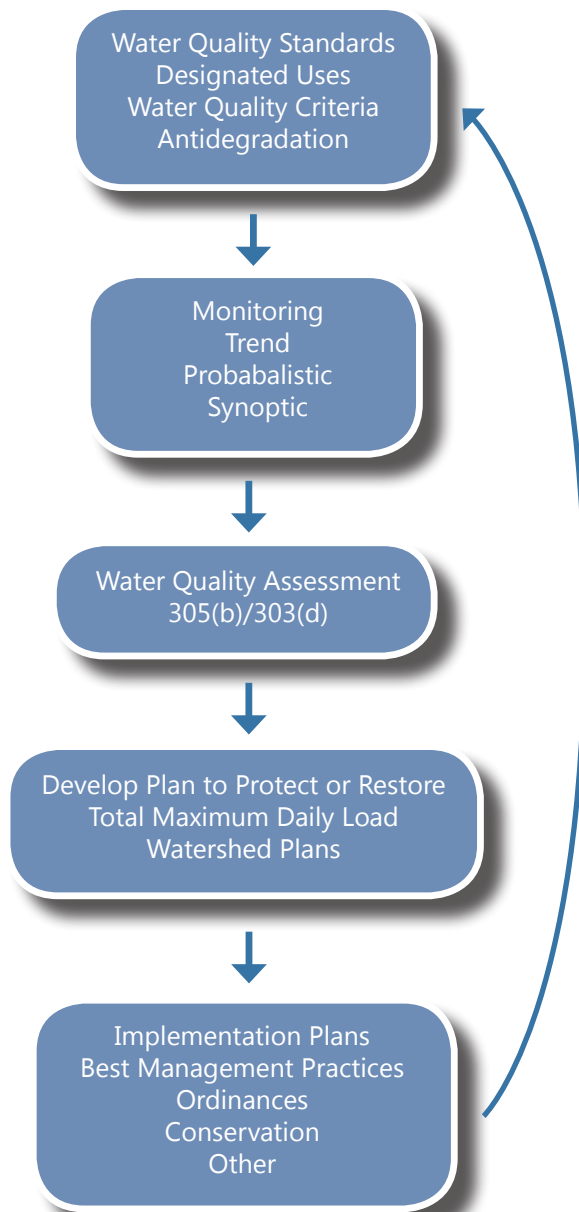 Water Quality Standards
Designated Uses
Water Quality Criteria
Antidegradation
Monitoring
Trend
Probabalistic
Synoptic
Water Quality Assessment
305(b)/303(d)
Develop Plan to Protect or Restore
Total Maximum Daily Load
Watershed Plans
Implementation Plans
Best Management Practices
Ordinances
Conservation
Other